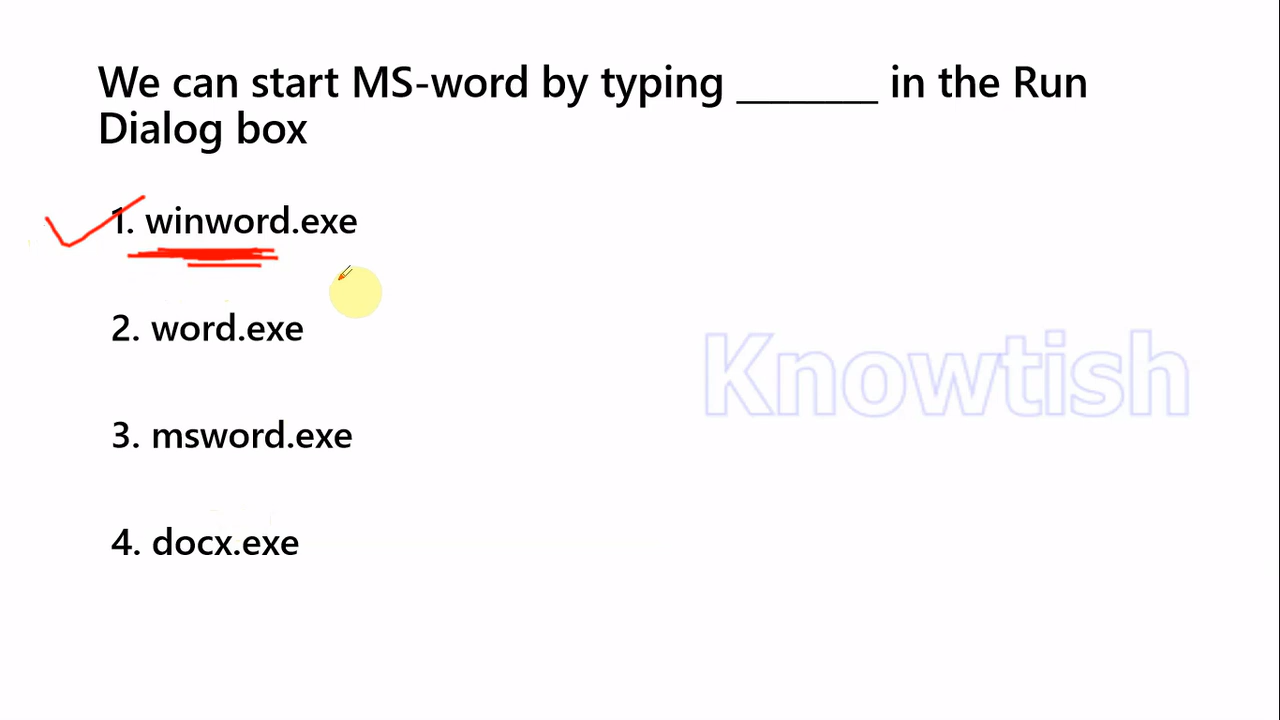 We can start MS-word by typing ________ in the Run
Dialog box
1. winword.exe
2. word.exe
Knowtish
3. msword.exe
4. docx.exe